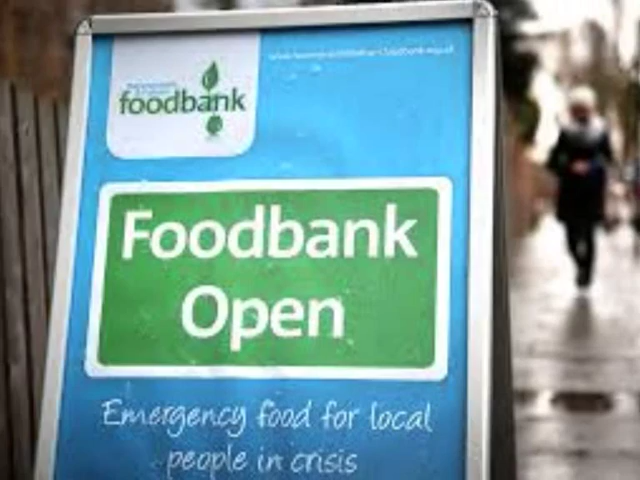 foodbank
Foodbank
Open
Emergency food for local
people in crisis